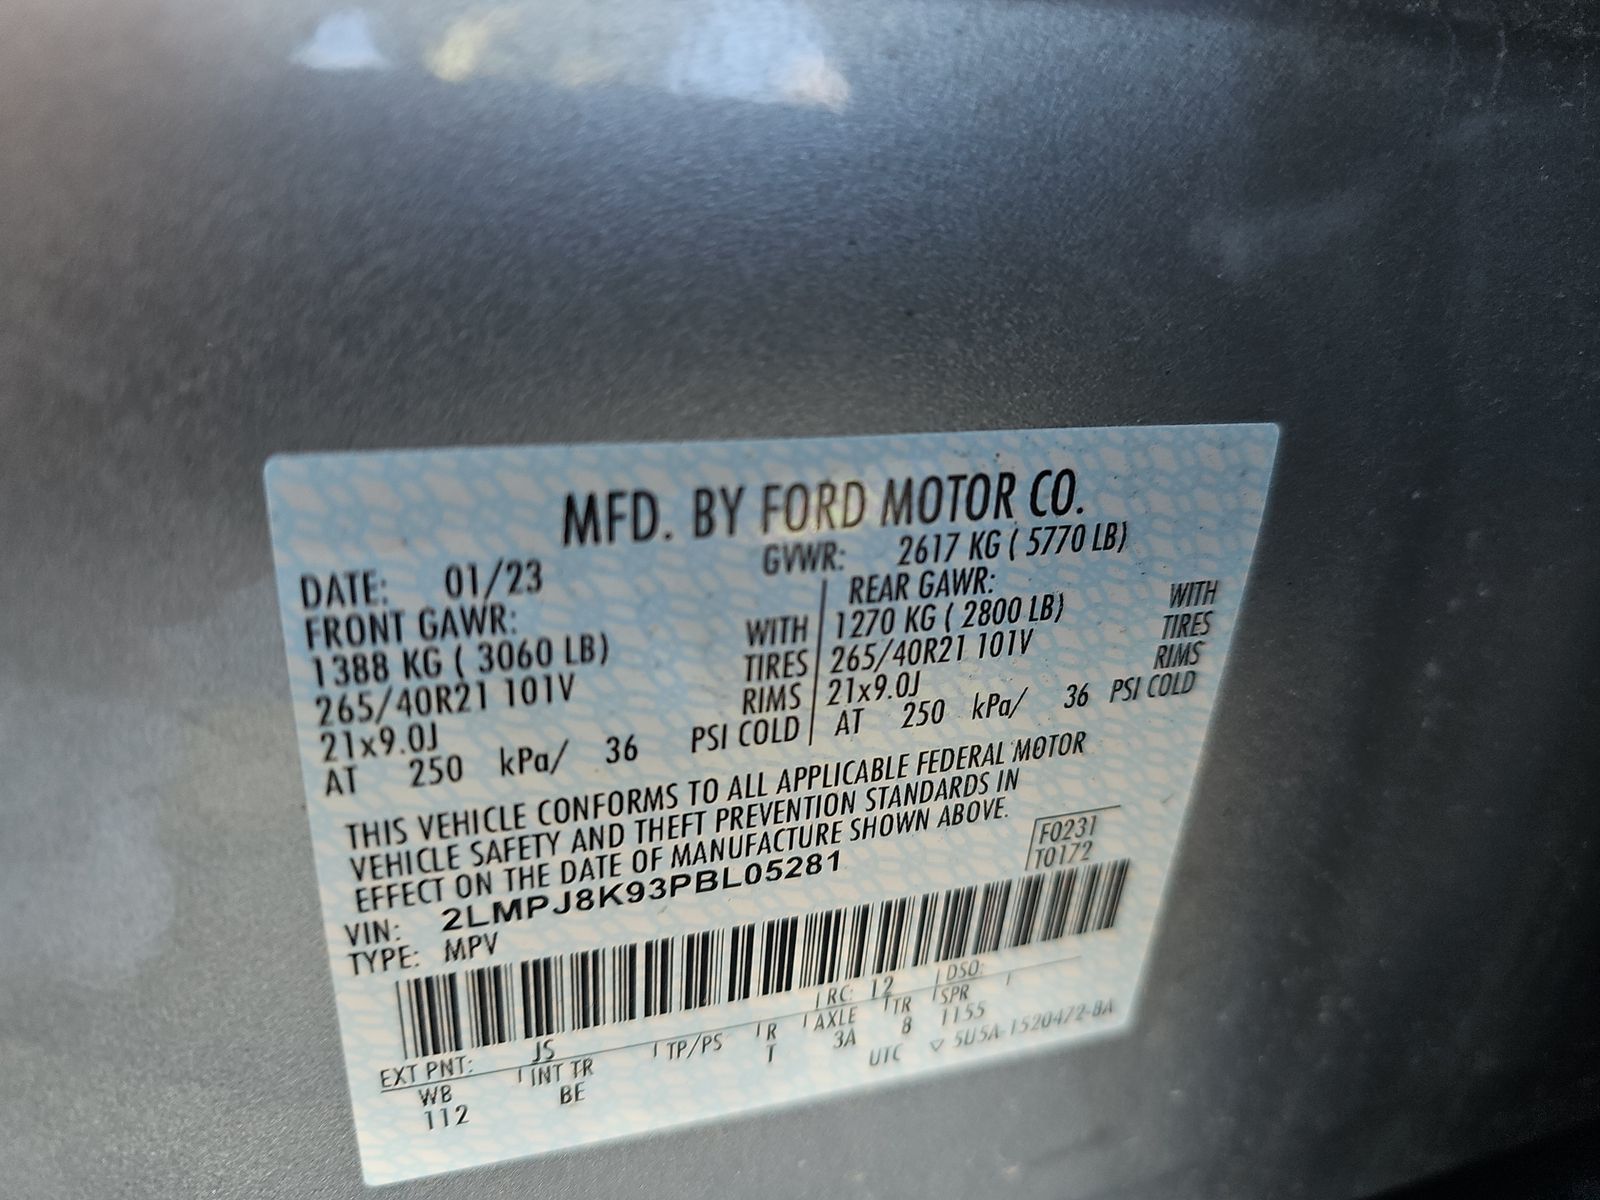 MFD. BY FORD MOTOR CO.
DATE: 01/23 GVWR: 2617 KG ( 5770 LB)
FRONT GAWR: REAR GAWR:
1388 KG ( 3060 LB) WITH 1270 KG ( 2800 LB) WITH
265/40R21 101V TIRES 265/40R21 101V TIRES
21x9.0J RIMS 21x9.0J RIMS
AT 250 kPa/ 36 PSI COLD AT 250 kPa/ 36 PSI COLD
THIS VEHICLE CONFORMS TO ALL APPLICABLE FEDERAL MOTOR
VEHICLE SAFETY AND THEFT PREVENTION STANDARDS IN
EFFECT ON THE DATE OF MANUFACTURE SHOWN ABOVE.
F0231
T0172
VIN: 2LMPJ8K93PBL05281
TYPE: MPV
EXT PNT: JS RC: 12 DSO:
WB INT TR TP/PS R AXLE TR SPR
112 BE T 3A 8 1155
UTC ▽ 5U5A-1520472-BA